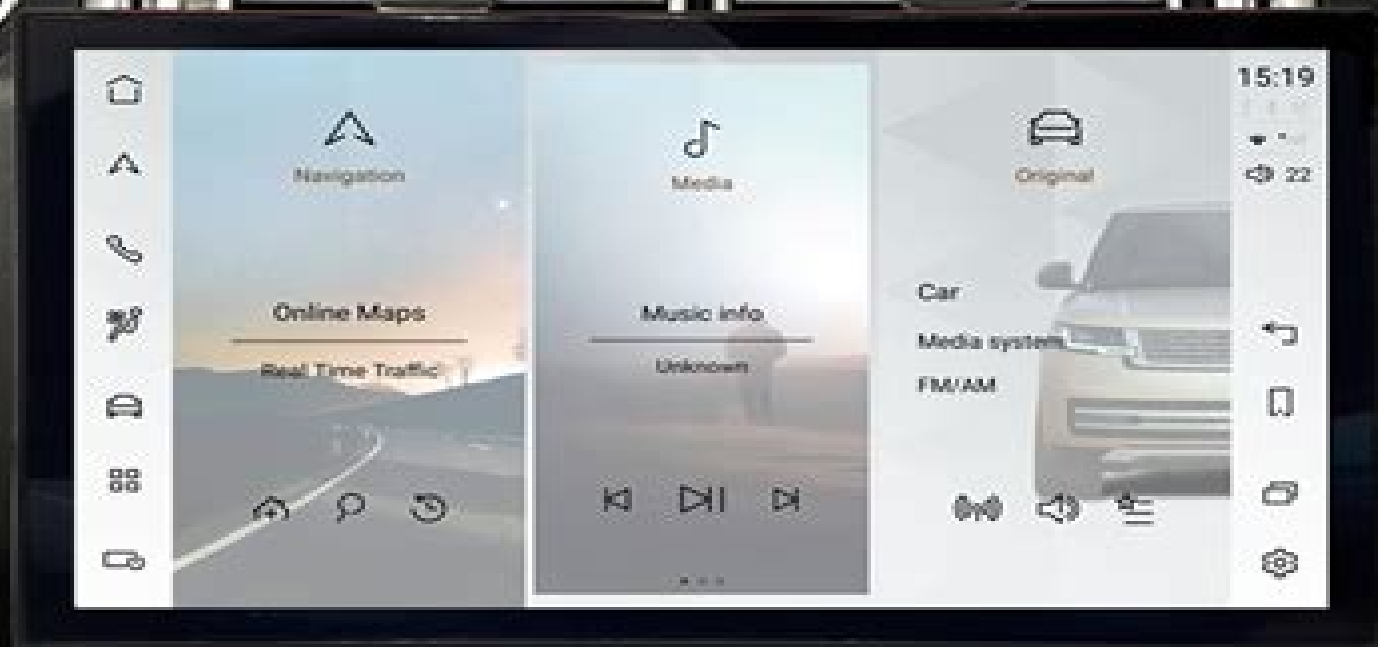 15:19
22
Navigation
Online Maps
Real Time Traffic
Media
Music info
Unknown
Original
Car
Media system
FM/AM